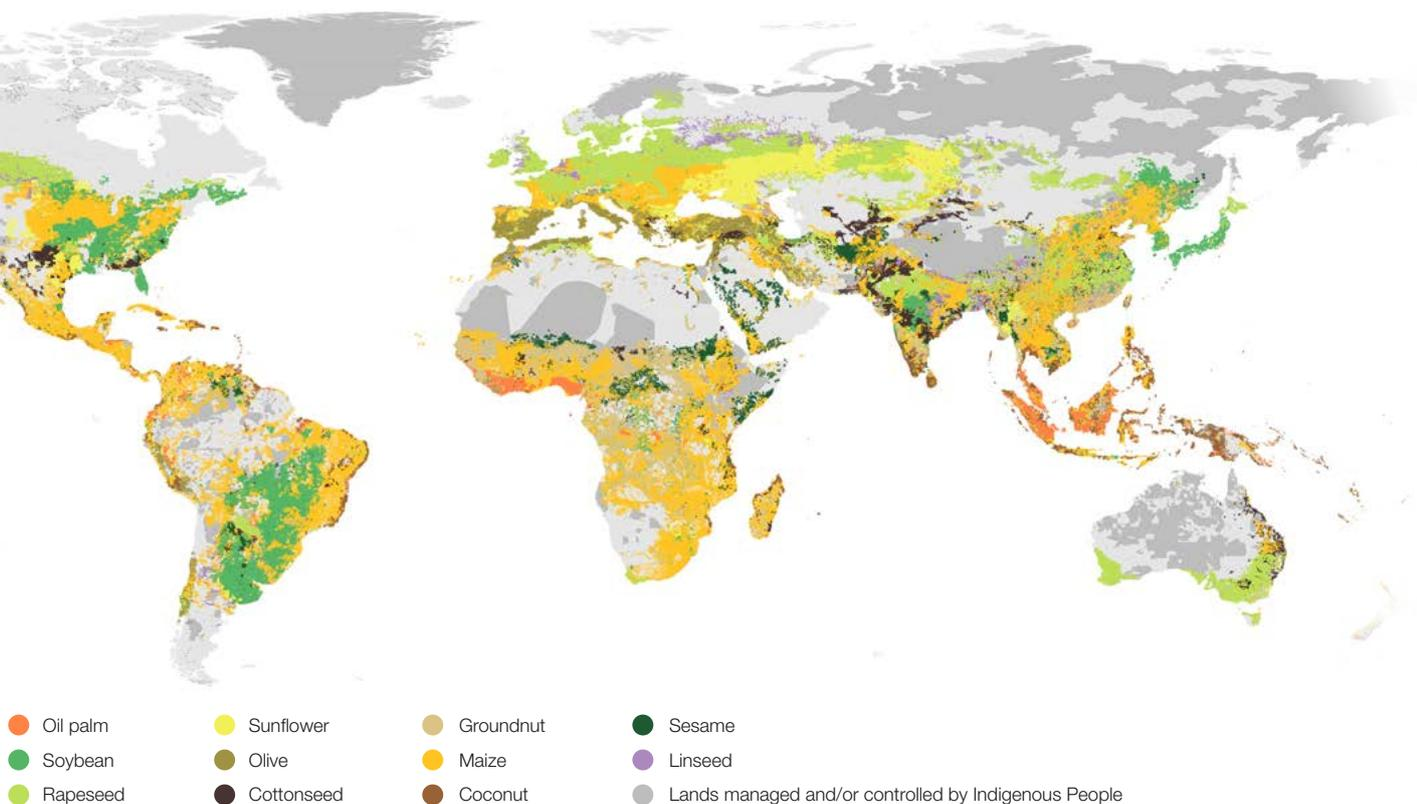 Oil palm
Sunflower
Groundnut
Sesame
Soybean
Olive
Maize
Linseed
Rapeseed
Cottonseed
Coconut
Lands managed and/or controlled by Indigenous People